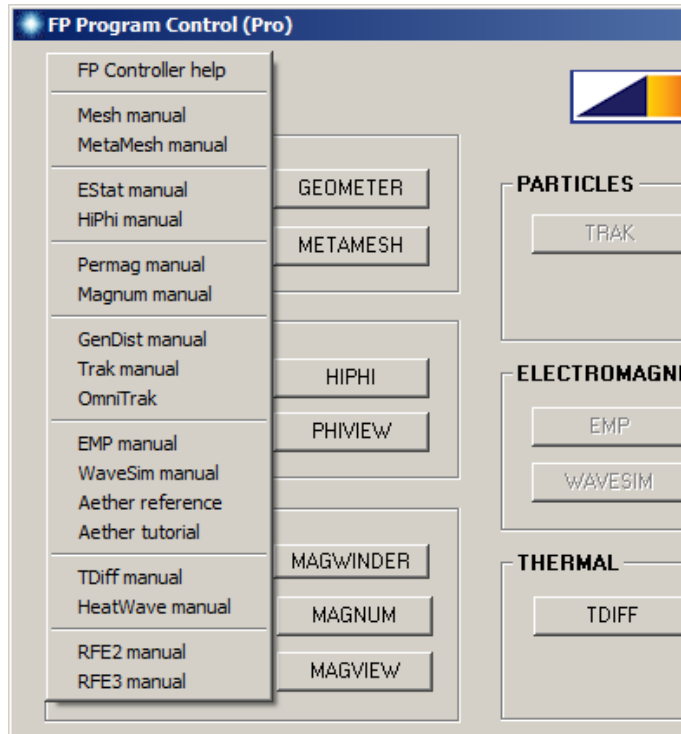 FP Program Control (Pro)
FP Controller help
Mesh manual
MetaMesh manual
EStat manual
HiPhi manual
Permag manual
Magnum manual
GenDist manual
Trak manual
OmniTrak
EMP manual
WaveSim manual
Aether reference
Aether tutorial
TDiff manual
HeatWave manual
RFE2 manual
RFE3 manual
GEOMETER
METAMESH
HIPHI
PHIVIEW
MAGWINDER
MAGNUM
MAGVIEW
PARTICLES
TRAK
ELECTROMAGNE
EMP
WAVESIM
THERMAL
TDIFF